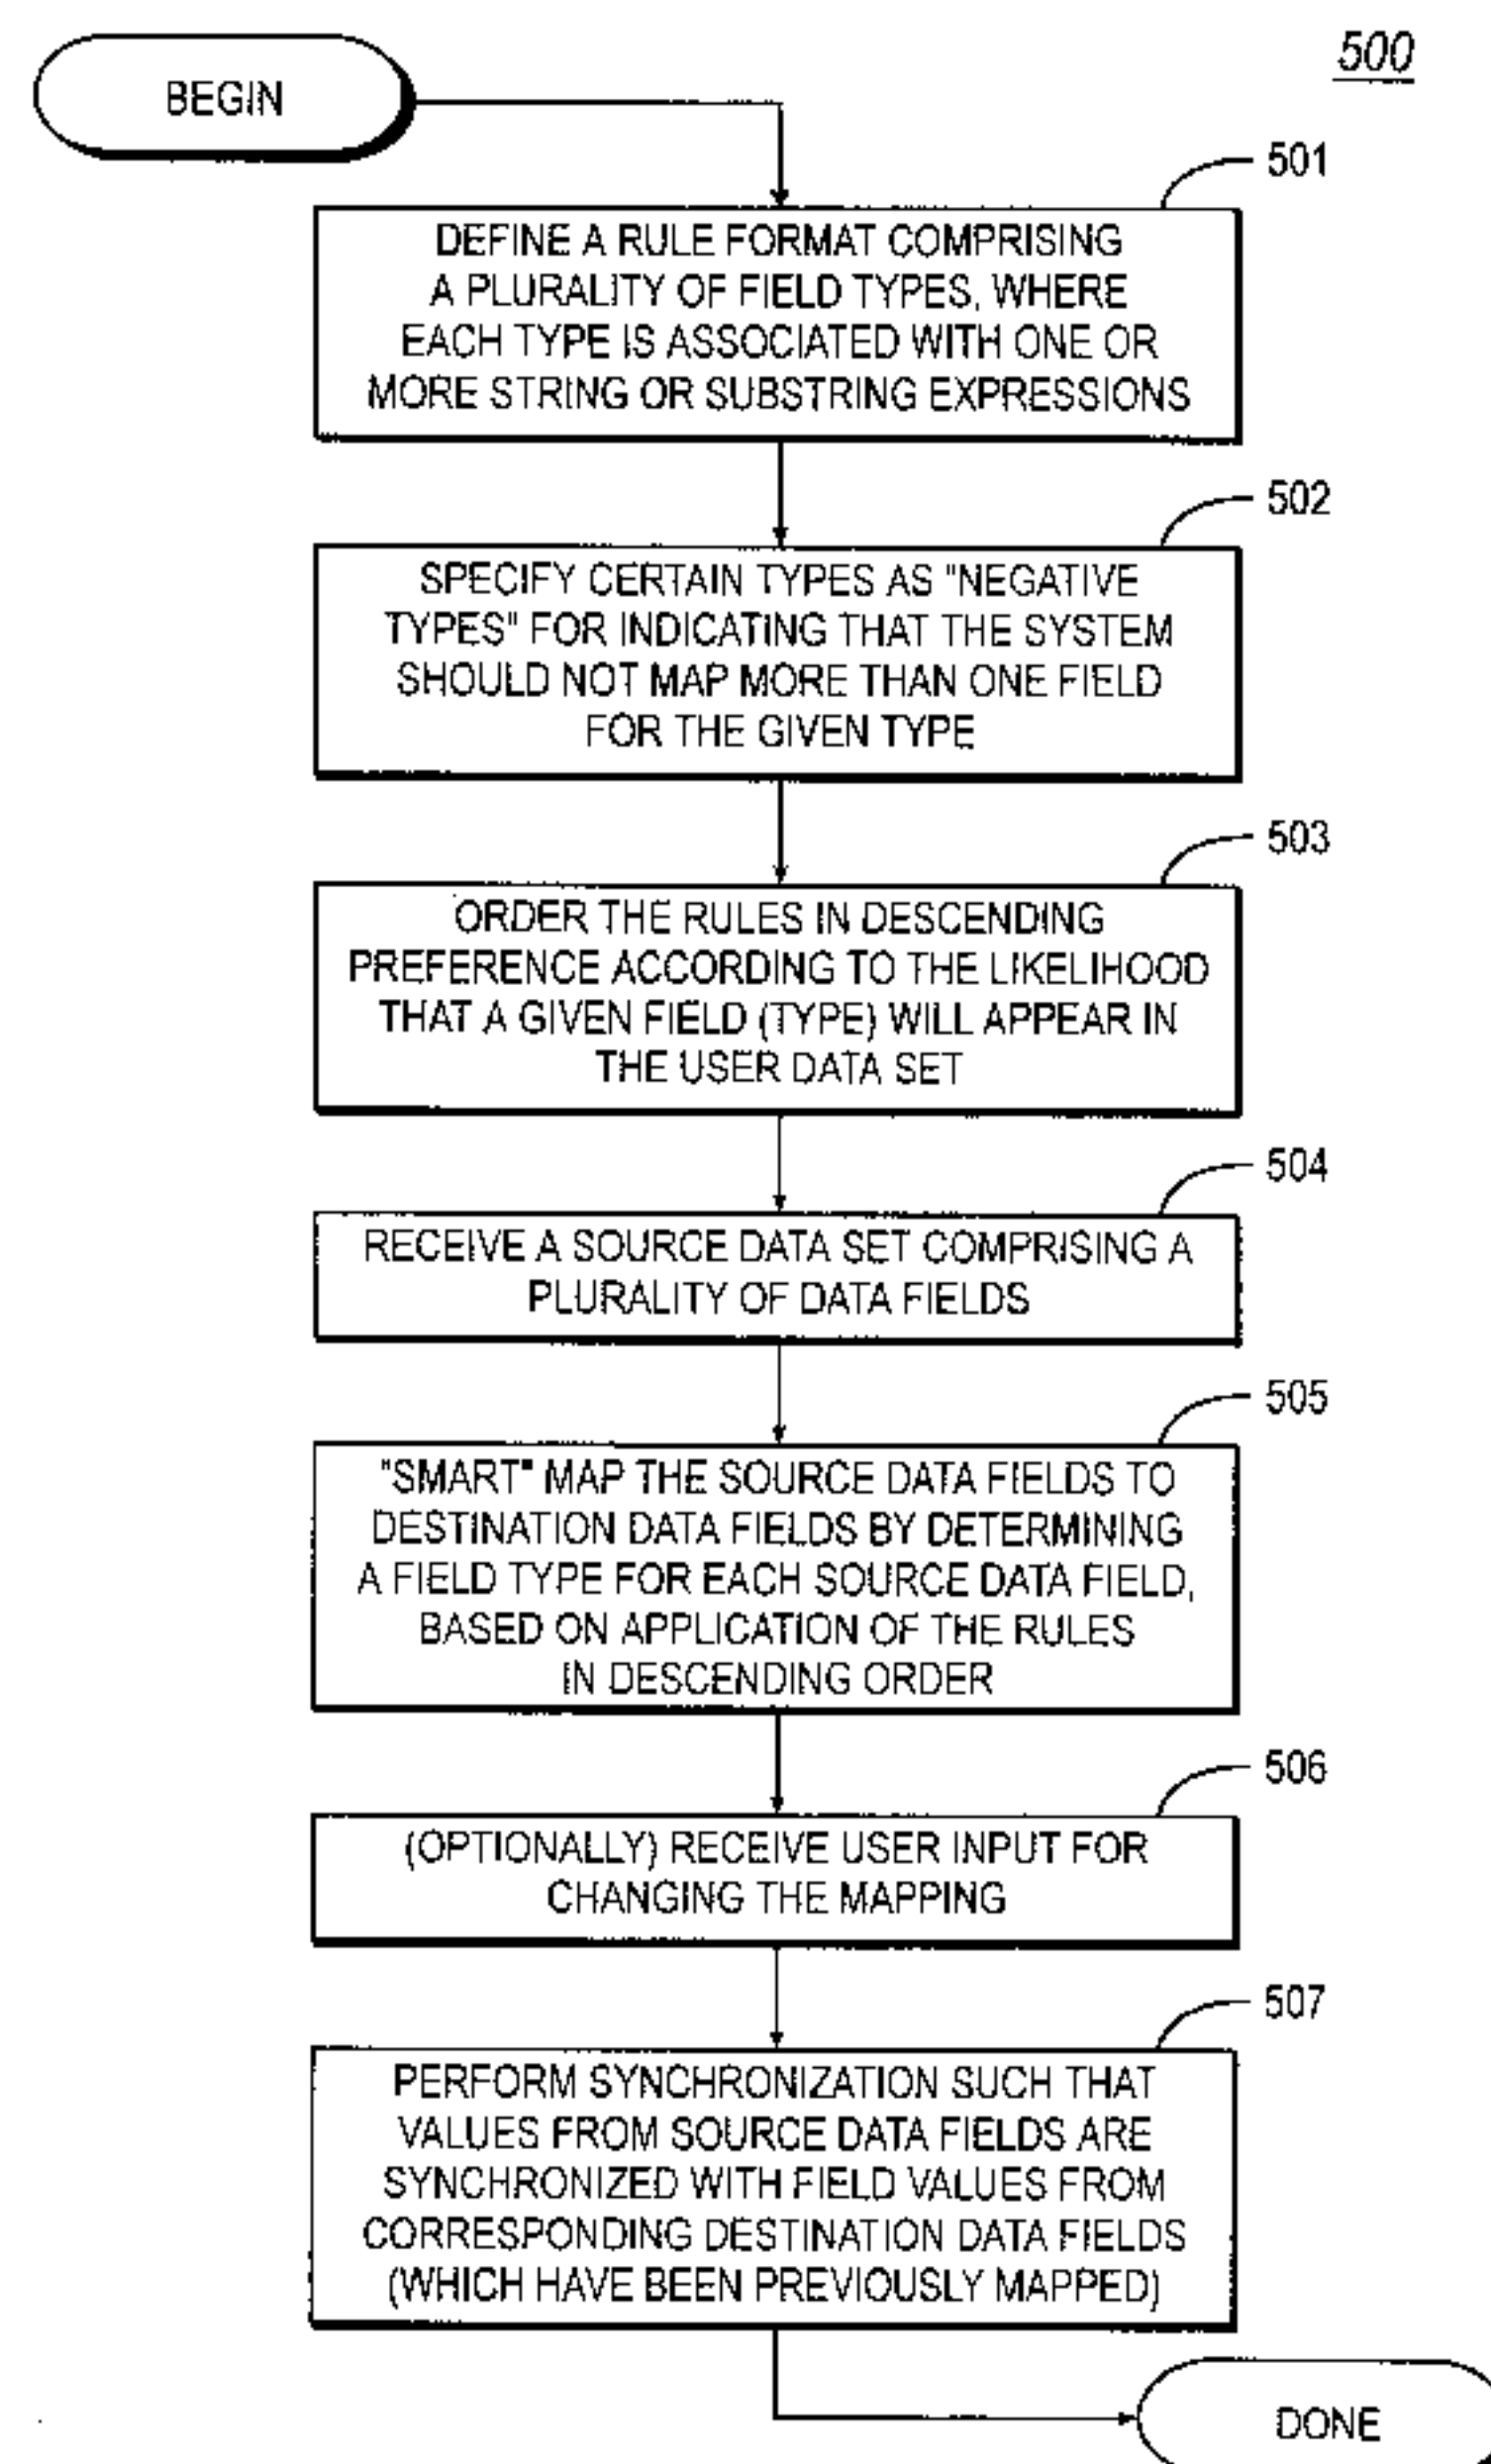 500
BEGIN
501
DEFINE A RULE FORMAT COMPRISING
A PLURALITY OF FIELD TYPES, WHERE
EACH TYPE IS ASSOCIATED WITH ONE OR
MORE STRING OR SUBSTRING EXPRESSIONS
502
SPECIFY CERTAIN TYPES AS "NEGATIVE
TYPES" FOR INDICATING THAT THE SYSTEM
SHOULD NOT MAP MORE THAN ONE FIELD
FOR THE GIVEN TYPE
503
ORDER THE RULES IN DESCENDING
PREFERENCE ACCORDING TO THE LIKELIHOOD
THAT A GIVEN FIELD (TYPE) WILL APPEAR IN
THE USER DATA SET
504
RECEIVE A SOURCE DATA SET COMPRISING A
PLURALITY OF DATA FIELDS
505
"SMART" MAP THE SOURCE DATA FIELDS TO
DESTINATION DATA FIELDS BY DETERMINING
A FIELD TYPE FOR EACH SOURCE DATA FIELD,
BASED ON APPLICATION OF THE RULES
IN DESCENDING ORDER
506
(OPTIONALLY) RECEIVE USER INPUT FOR
CHANGING THE MAPPING
507
PERFORM SYNCHRONIZATION SUCH THAT
VALUES FROM SOURCE DATA FIELDS ARE
SYNCHRONIZED WITH FIELD VALUES FROM
CORRESPONDING DESTINATION DATA FIELDS
(WHICH HAVE BEEN PREVIOUSLY MAPPED)
DONE